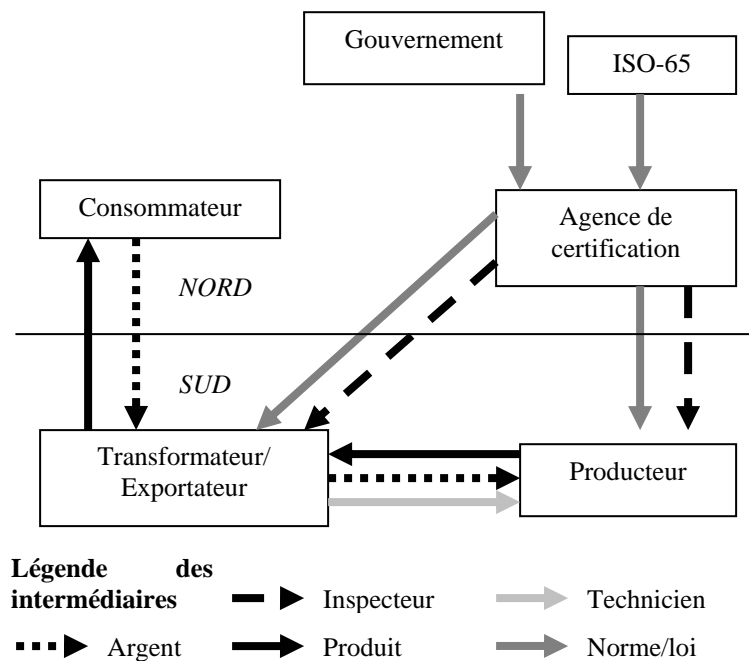 Gouvernement
ISO-65
Consommateur
Agence de
certification
NORD
SUD
Transformateur/
Exportateur
Producteur
Légende des
intermédiaires
Inspecteur
Technicien
Argent
Produit
Norme/loi